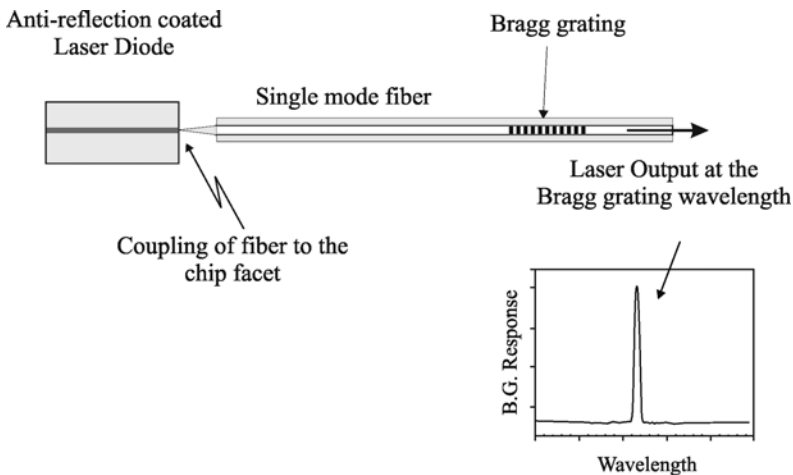 Anti-reflection coated
Laser Diode
Bragg grating
Single mode fiber
Coupling of fiber to the
chip facet
Laser Output at the
Bragg grating wavelength
B.G. Response
Wavelength